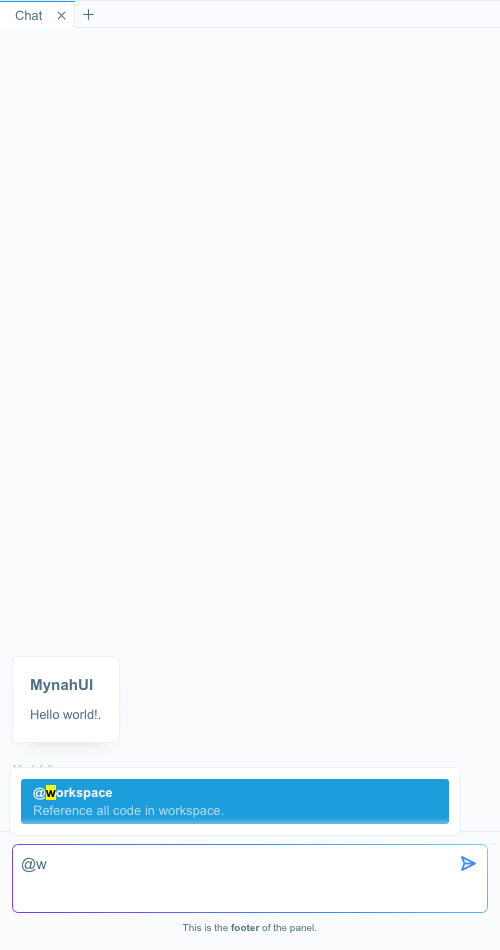 Chat
MynahUI
Hello world!.
@workspace
Reference all code in workspace.
@w
This is the footer of the panel.